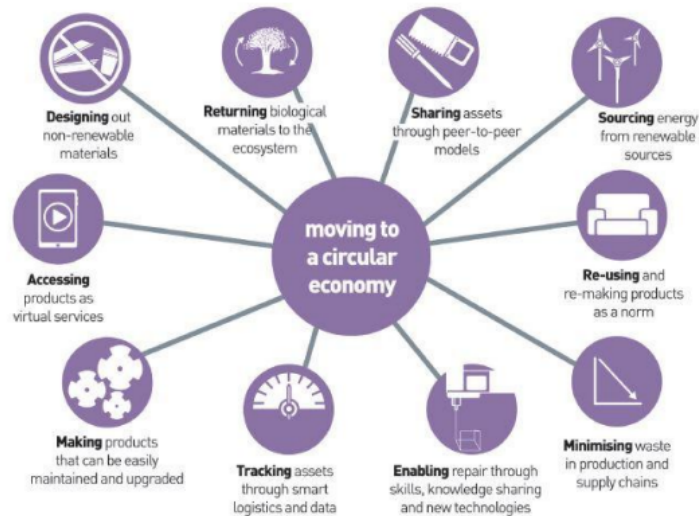 Designing out
non-renewable
materials
Returning biological
materials to the
ecosystem
Sharing assets
through peer-to-peer
models
Sourcing energy
from renewable
sources
Accessing
products as
virtual services
moving to
a circular
economy
Re-using and
re-making products
as a norm
Making products
that can be easily
maintained and upgraded
Tracking assets
through smart
logistics and data
Enabling repair through
skills, knowledge sharing
and new technologies
Minimising waste
in production and
supply chains